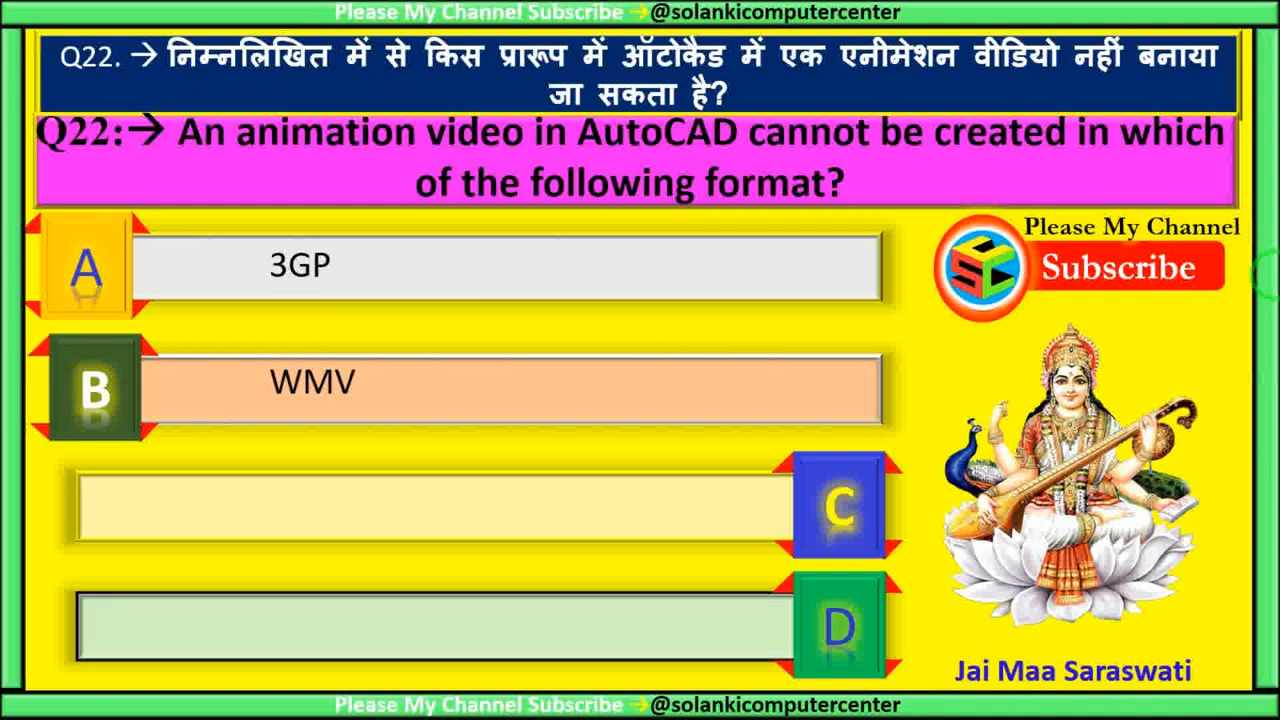 Please My Channel Subscribe →@solankicomputercenter
Q22. → निम्नलिखित में से किस प्रारूप में ऑटोकैड में एक एनीमेशन वीडियो नहीं बनाया
जा सकता है?
Q22:→ An animation video in AutoCAD cannot be created in which
of the following format?
A 3GP
Please My Channel
Subscribe
B WMV
C
D
Jai Maa Saraswati
Please My Channel Subscribe →@solankicomputercenter